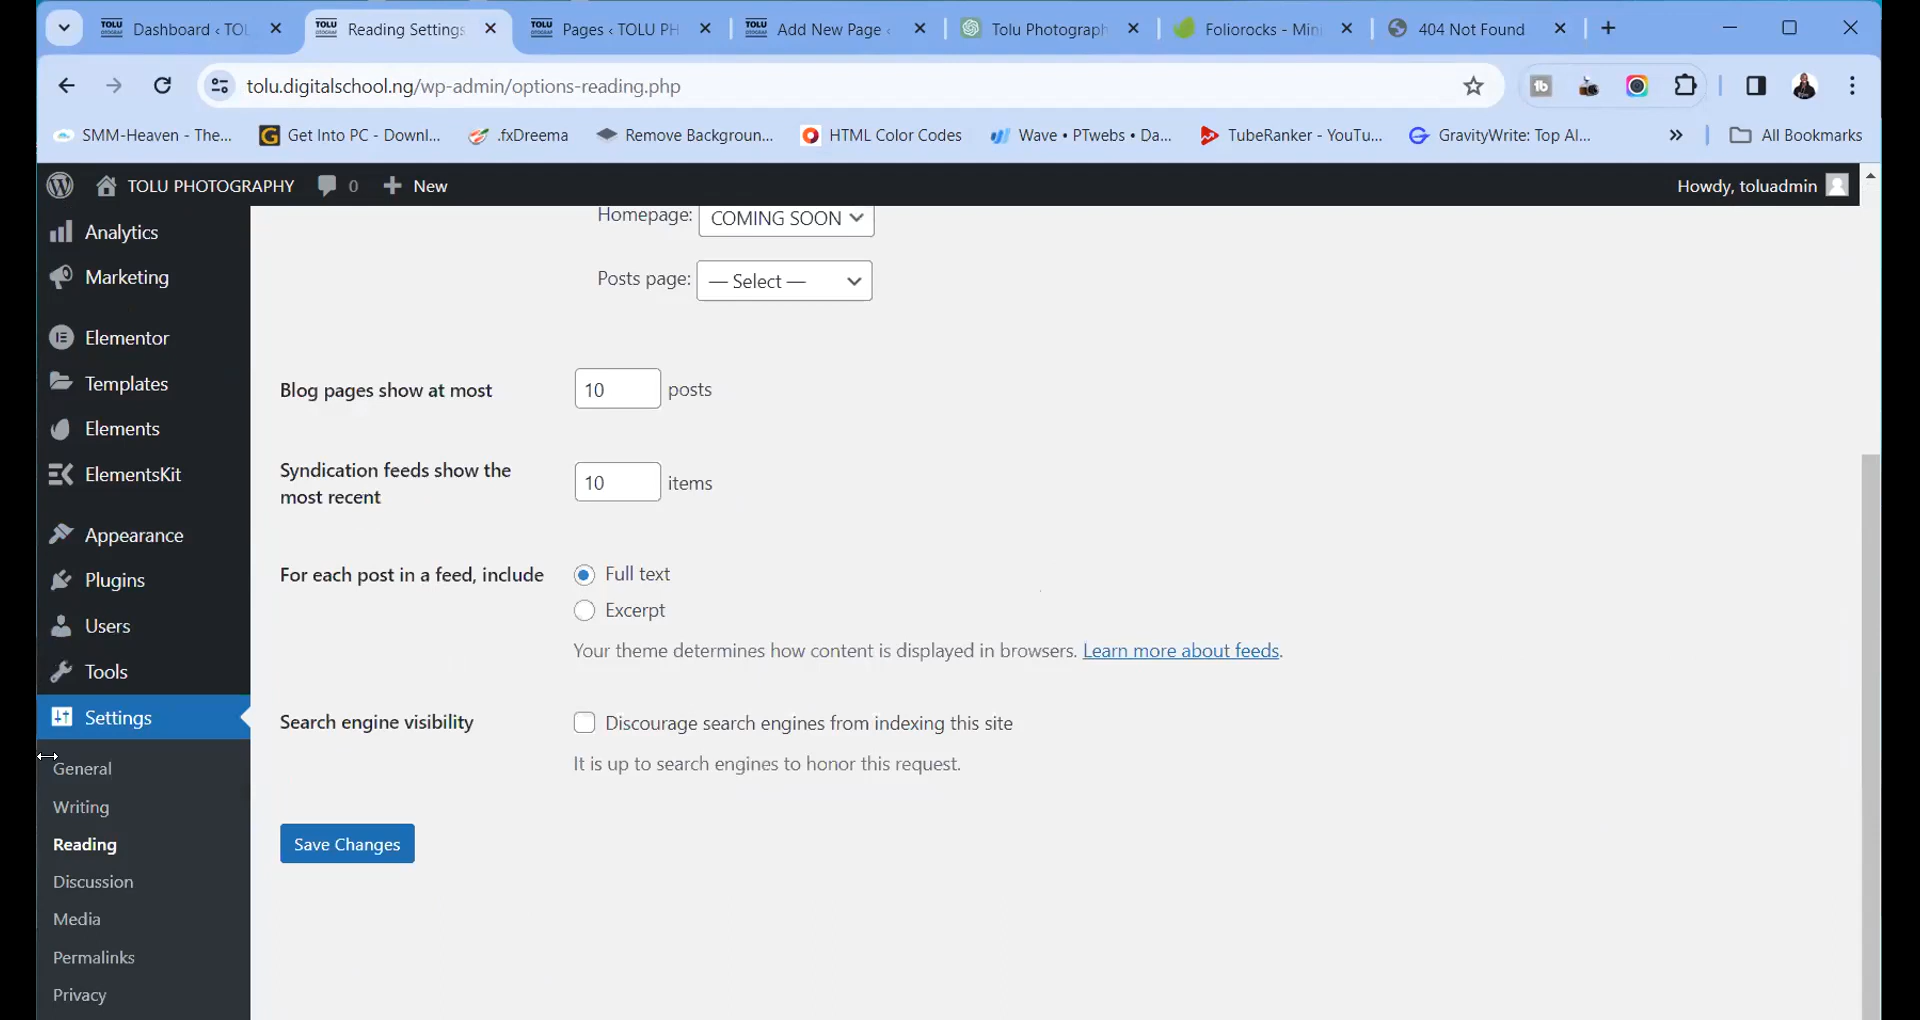 TOLU Dashboard ‹ TOL
TOLU Reading Settings
TOLU Pages ‹ TOLU PH
TOLU Add New Page ‹
Tolu Photograph
Foliorocks - Mini
404 Not Found
tolu.digitalschool.ng/wp-admin/options-reading.php
SMM-Heaven - The...
Get Into PC - Downl...
.fxDreema
Remove Backgroun...
HTML Color Codes
Wave • PTwebs • Da...
TubeRanker - YouTu...
GravityWrite: Top AI...
» All Bookmarks
TOLU PHOTOGRAPHY 0 + New Howdy, toluadmin
Analytics
Marketing
Elementor
Templates
Elements
ElementsKit
Appearance
Plugins
Users
Tools
Settings
General
Writing
Reading
Discussion
Media
Permalinks
Privacy
Homepage: COMING SOON
Posts page: — Select —
Blog pages show at most 10 posts
Syndication feeds show the
most recent 10 items
For each post in a feed, include Full text
Excerpt
Your theme determines how content is displayed in browsers. Learn more about feeds.
Search engine visibility Discourage search engines from indexing this site
It is up to search engines to honor this request.
Save Changes